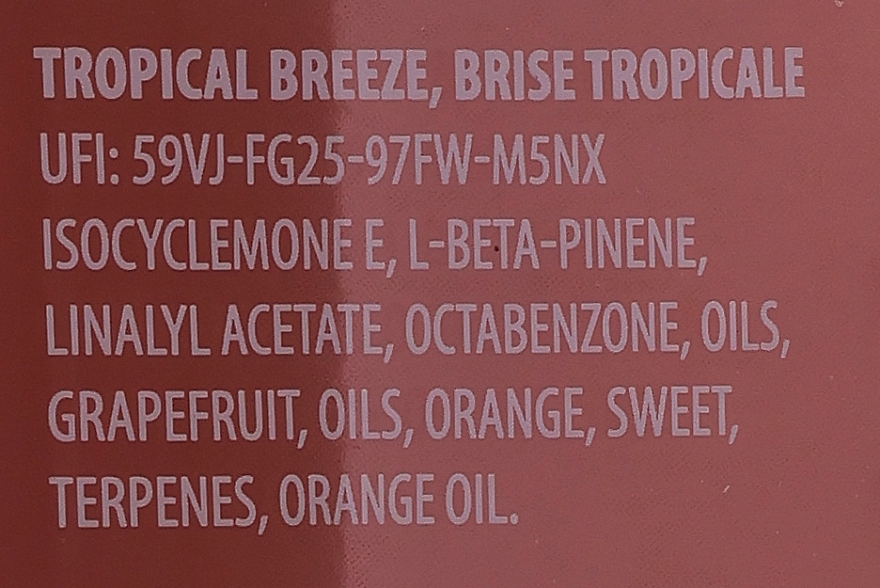 TROPICAL BREEZE, BRISE TROPICALE
UFI: 59VJ-FG25-97FW-M5NX
ISOCYCLEMONE E, L-BETA-PINENE,
LINALYL ACETATE, OCTABENZONE, OILS,
GRAPEFRUIT, OILS, ORANGE, SWEET,
TERPENES, ORANGE OIL.